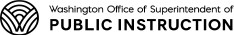 Washington Office of Superintendent of
PUBLIC INSTRUCTION